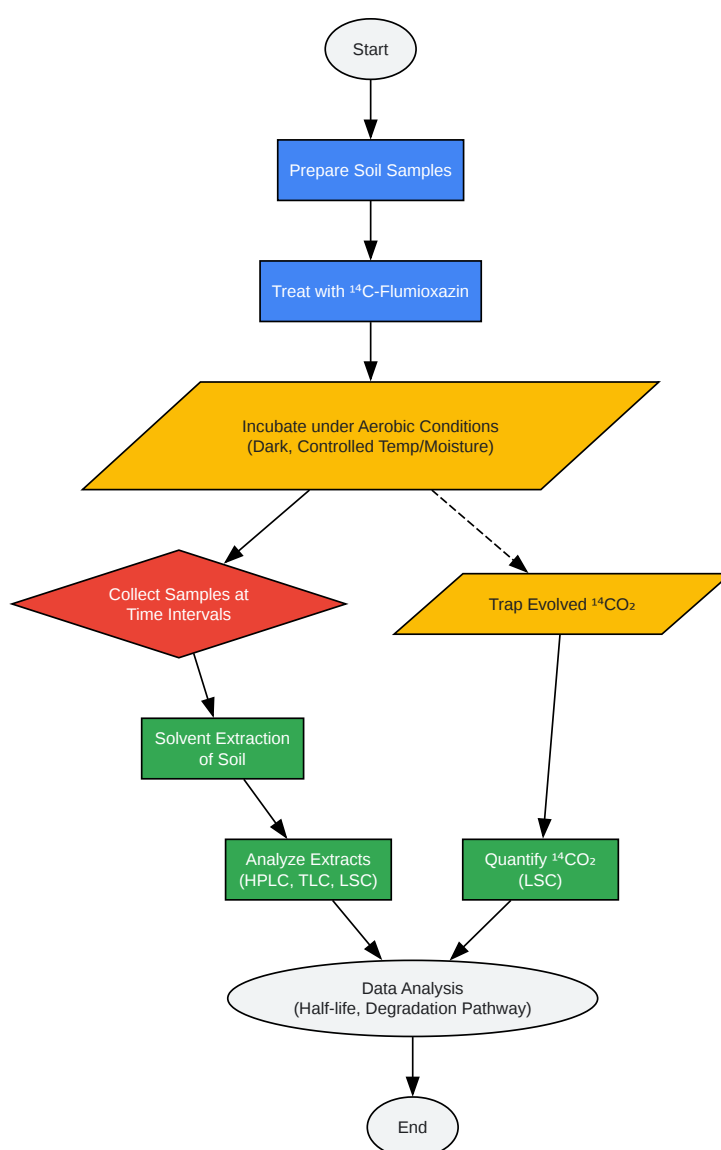 Start
Prepare Soil Samples
Treat with ¹⁴C-Flumioxazin
Incubate under Aerobic Conditions
(Dark, Controlled Temp/Moisture)
Collect Samples at
Time Intervals
Trap Evolved ¹⁴CO₂
Solvent Extraction
of Soil
Analyze Extracts
(HPLC, TLC, LSC)
Quantify ¹⁴CO₂
(LSC)
Data Analysis
(Half-life, Degradation Pathway)
End